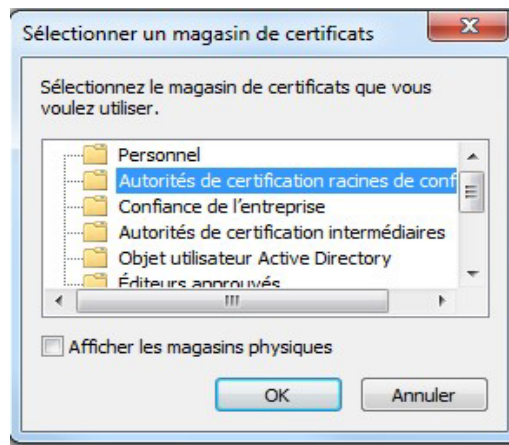 Sélectionner un magasin de certificats
Sélectionnez le magasin de certificats que vous
voulez utiliser.
Personnel
Autorités de certification racines de conf
Confiance de l'entreprise
Autorités de certification intermédiaires
Objet utilisateur Active Directory
Éditeurs approuvés
Afficher les magasins physiques
OK
Annuler